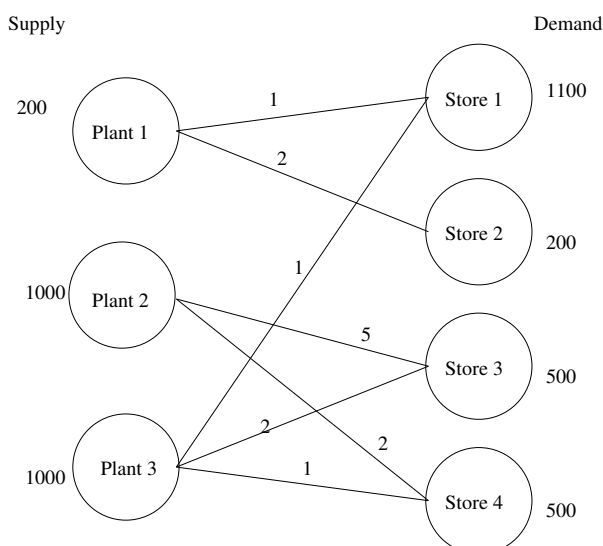 Supply Demand
200 Plant 1 1 Store 1 1100
2
Store 2 200
1000 Plant 2 1
5
Store 3 500
2
1000 Plant 3 2
1
Store 4 500